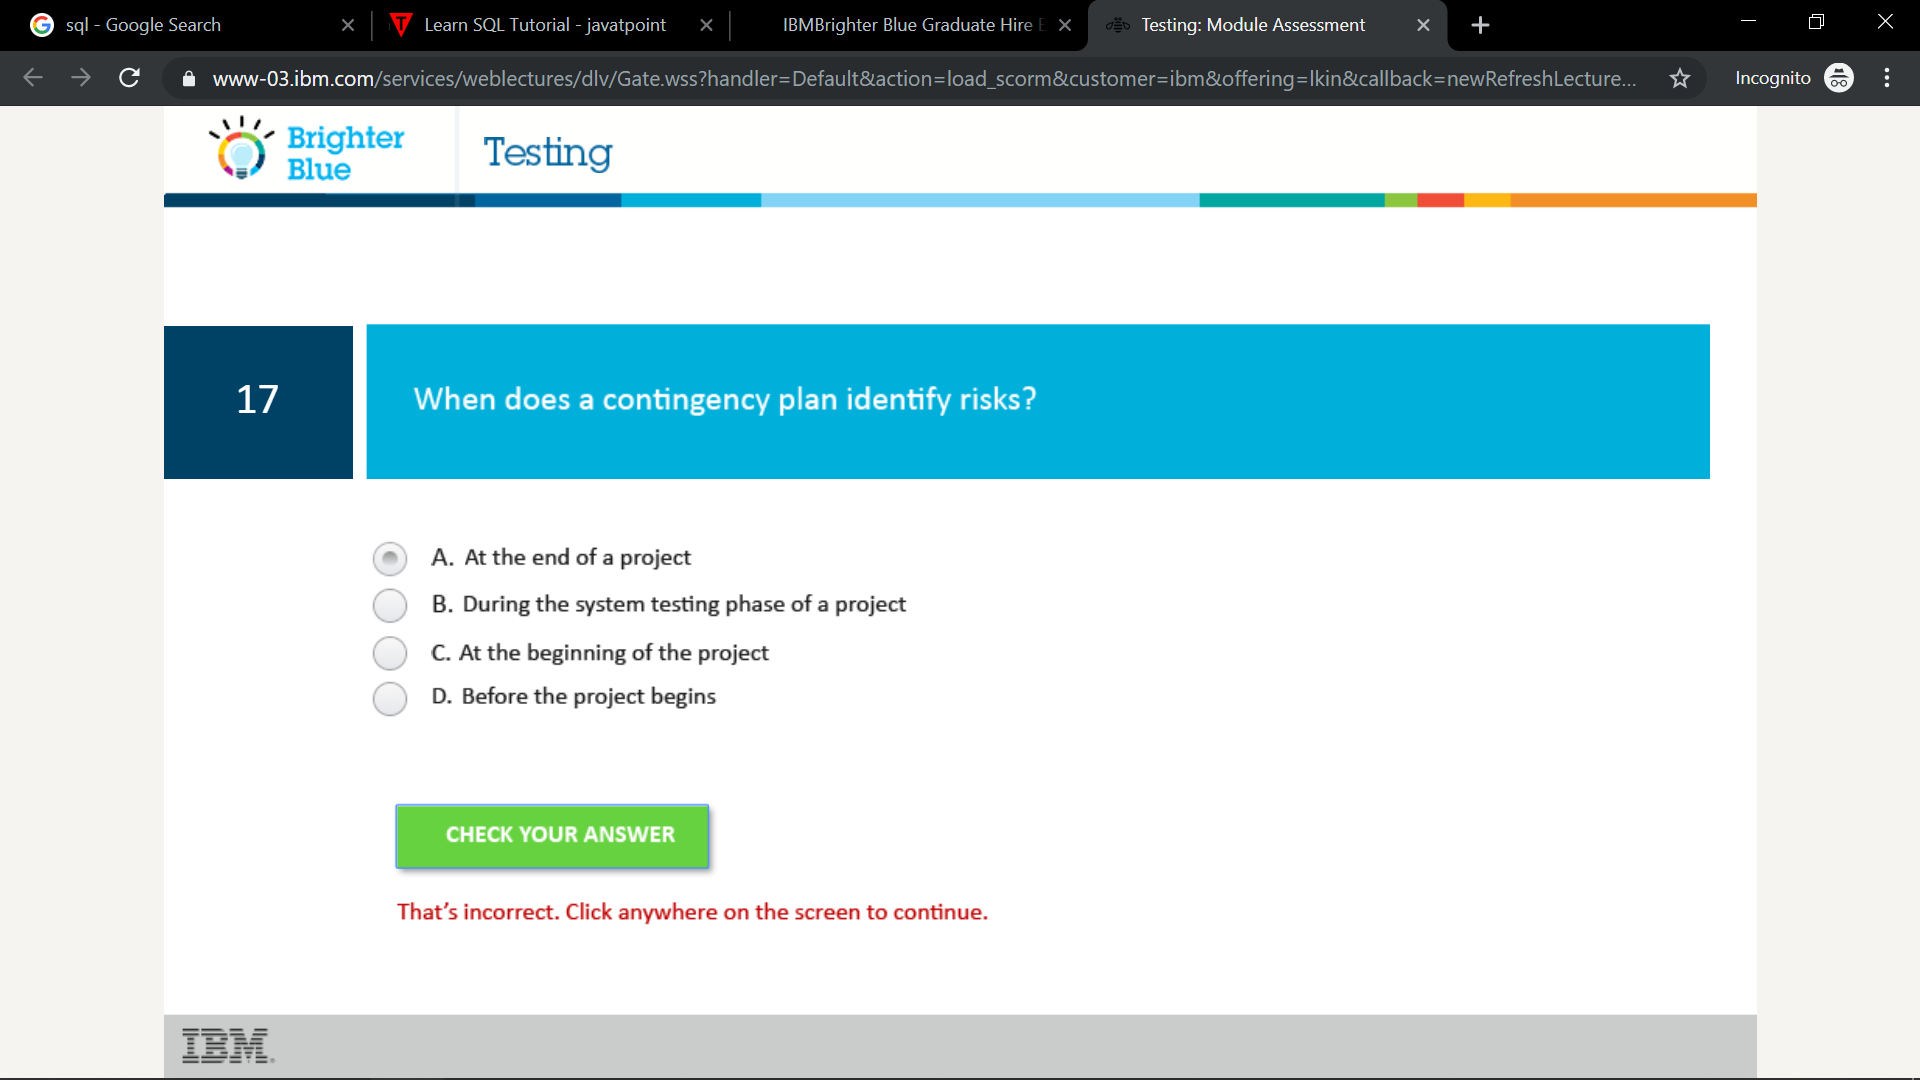 sql - Google Search
Learn SQL Tutorial - javatpoint
IBMBrighter Blue Graduate Hire E
Testing: Module Assessment
www-03.ibm.com/services/weblectures/dlv/Gate.wss?handler=Default&action=load_scorm&customer=ibm&offering=lkin&callback=newRefreshLecture...
Incognito
Brighter
Blue
Testing
17
When does a contingency plan identify risks?
A. At the end of a project
B. During the system testing phase of a project
C. At the beginning of the project
D. Before the project begins
CHECK YOUR ANSWER
That's incorrect. Click anywhere on the screen to continue.
IBM